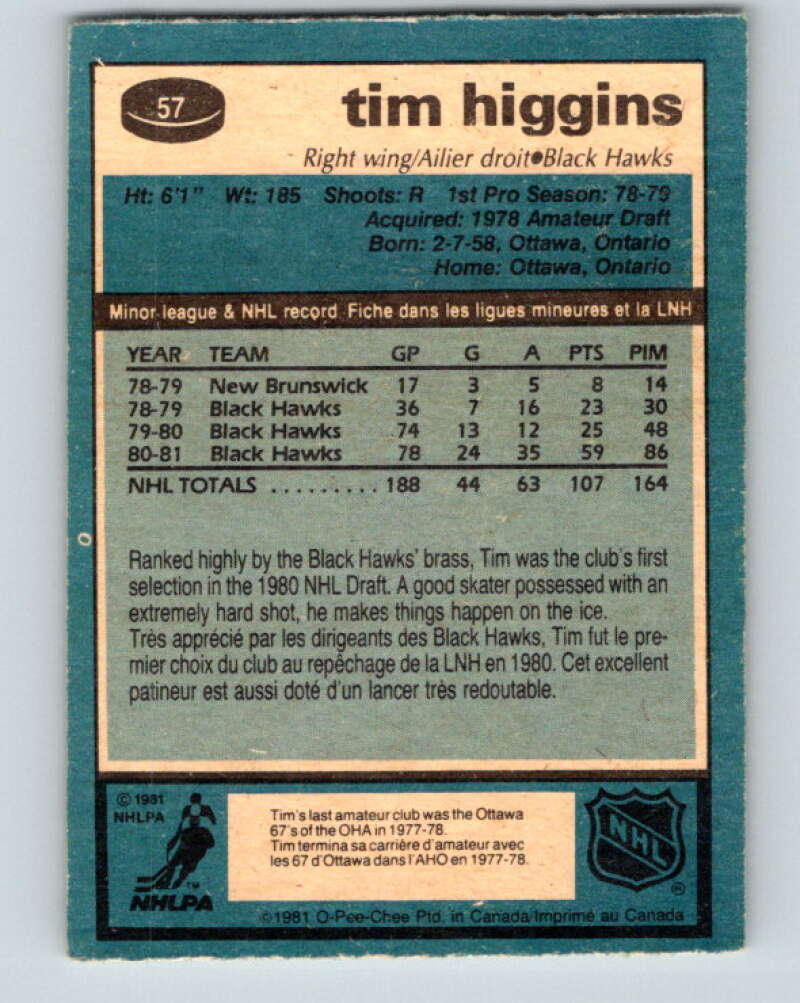 57
tim higgins
Right wing/Ailier droit●Black Hawks
Ht: 6'1" Wt: 185 Shoots: R 1st Pro Season: 78-79
Acquired: 1978 Amateur Draft
Born: 2-7-58, Ottawa, Ontario
Home: Ottawa, Ontario
Minor league & NHL record Fiche dans les ligues mineures et la LNH
YEAR TEAM GP G A PTS PIM
78-79 New Brunswick 17 3 5 8 14
78-79 Black Hawks 36 7 16 23 30
79-80 Black Hawks 74 13 12 25 48
80-81 Black Hawks 78 24 35 59 86
NHL TOTALS ......... 188 44 63 107 164
Ranked highly by the Black Hawks' brass, Tim was the club's first
selection in the 1980 NHL Draft. A good skater possessed with an
extremely hard shot, he makes things happen on the ice.
Très apprécié par les dirigeants des Black Hawks, Tim fut le pre-
mier choix du club au repêchage de la LNH en 1980. Cet excellent
patineur est aussi doté d'un lancer très redoutable.
© 1981
NHLPA
Tim's last amateur club was the Ottawa
67's of the OHA in 1977-78.
Tim termina sa carrière d'amateur avec
les 67 d'Ottawa dans l'AHO en 1977-78.
NHL
®
™
NHLPA
© 1981 O-Pee-Chee Ptd. in Canada/Imprimé au Canada